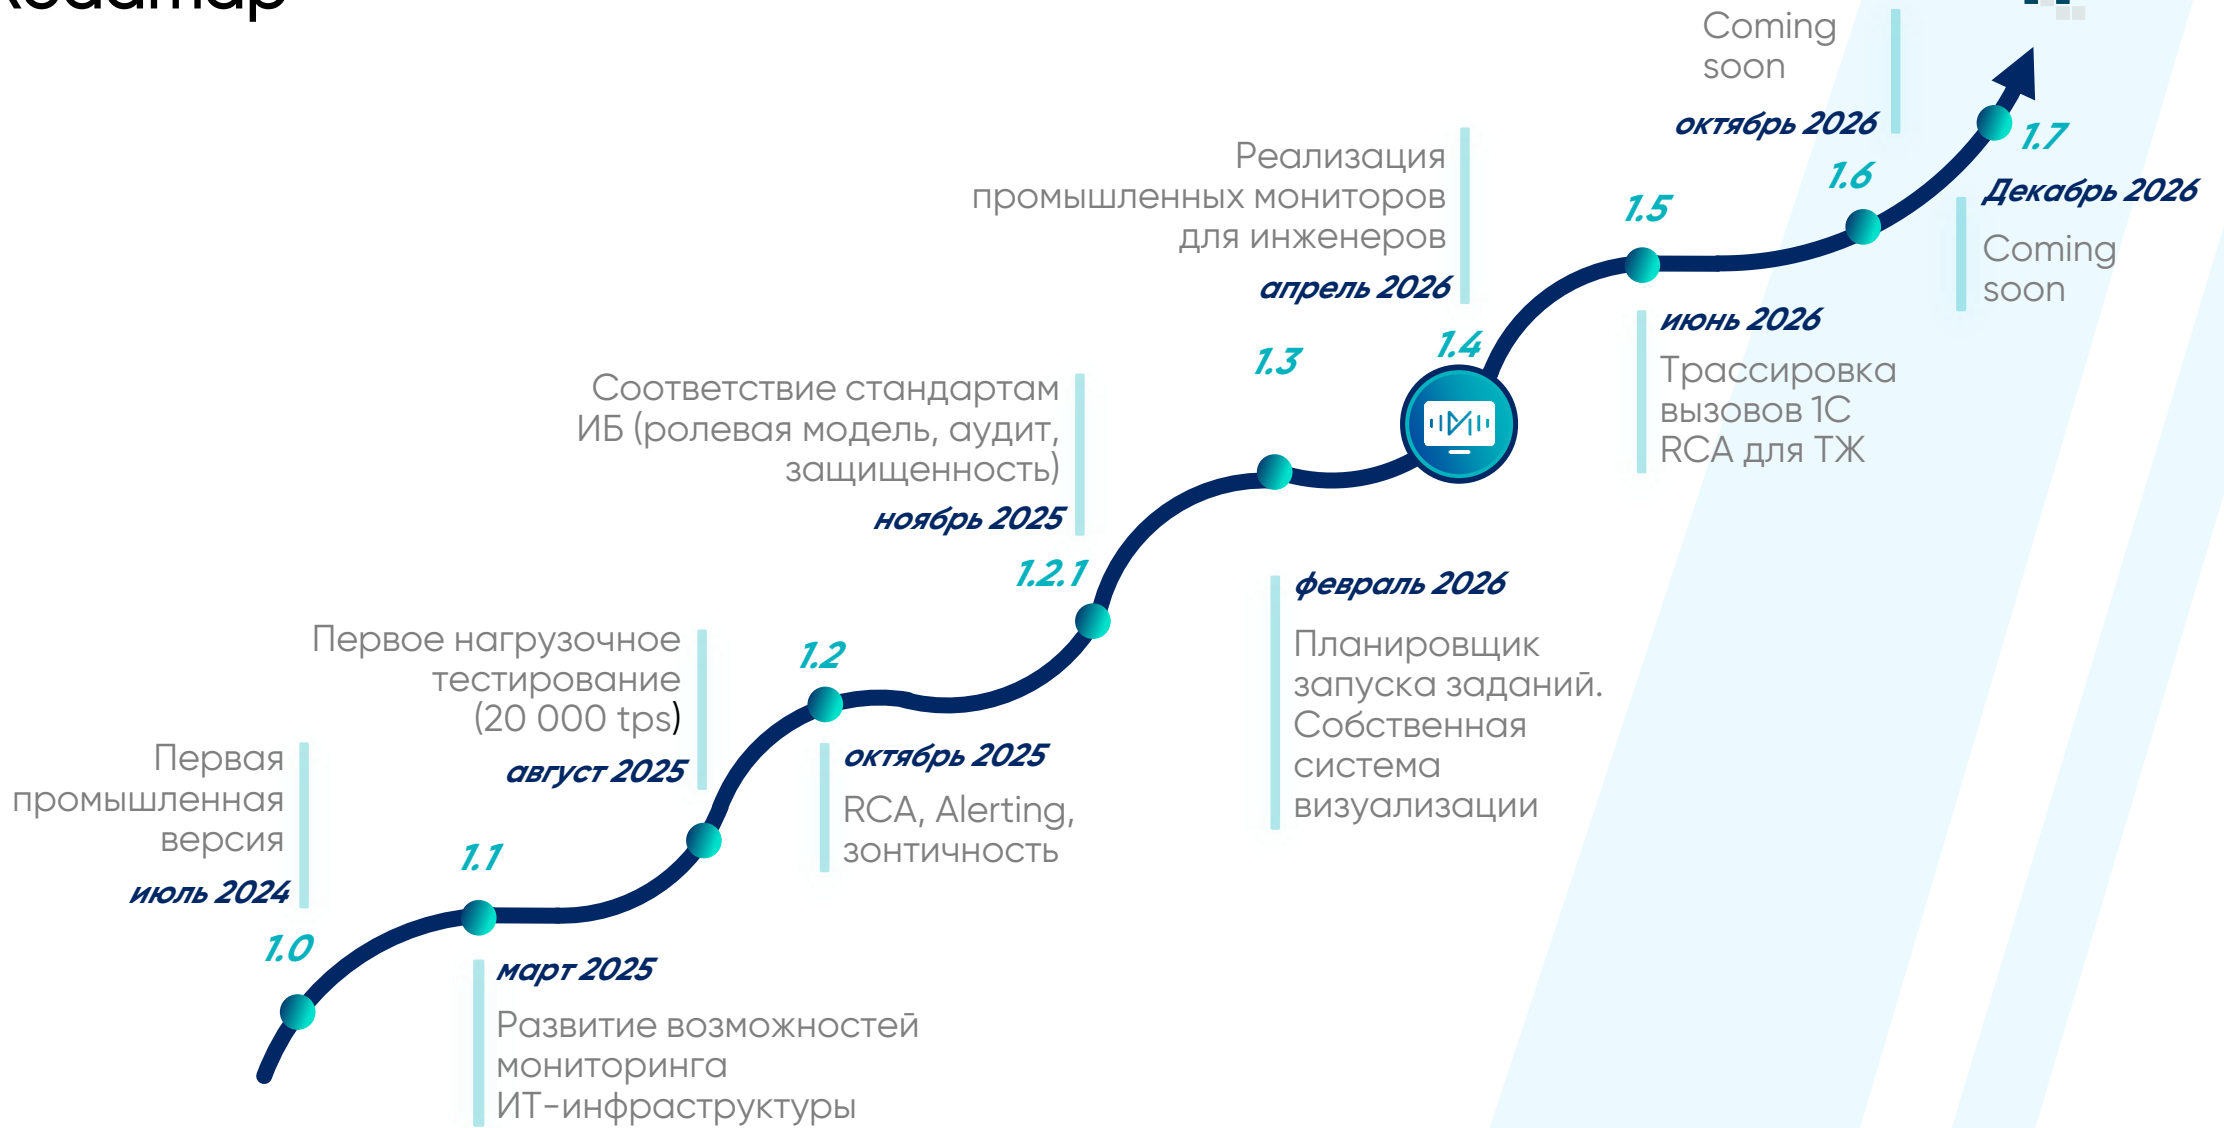 Roadmap
Первая
промышленная
версия
июль 2024
1.0
1.1
март 2025
Развитие возможностей
мониторинга
ИТ-инфраструктуры
Первое нагрузочное
тестирование
(20 000 tps)
август 2025
1.2
октябрь 2025
RCA, Alerting,
зонтичность
Соответствие стандартам
ИБ (ролевая модель, аудит,
защищенность)
ноябрь 2025
1.2.1
1.3
февраль 2026
Планировщик
запуска заданий.
Собственная
система
визуализации
Реализация
промышленных мониторов
для инженеров
апрель 2026
1.4
1.5
июнь 2026
Трассировка
вызовов 1С
RCA для ТЖ
Coming
soon
октябрь 2026
1.6
1.7
Декабрь 2026
Coming
soon